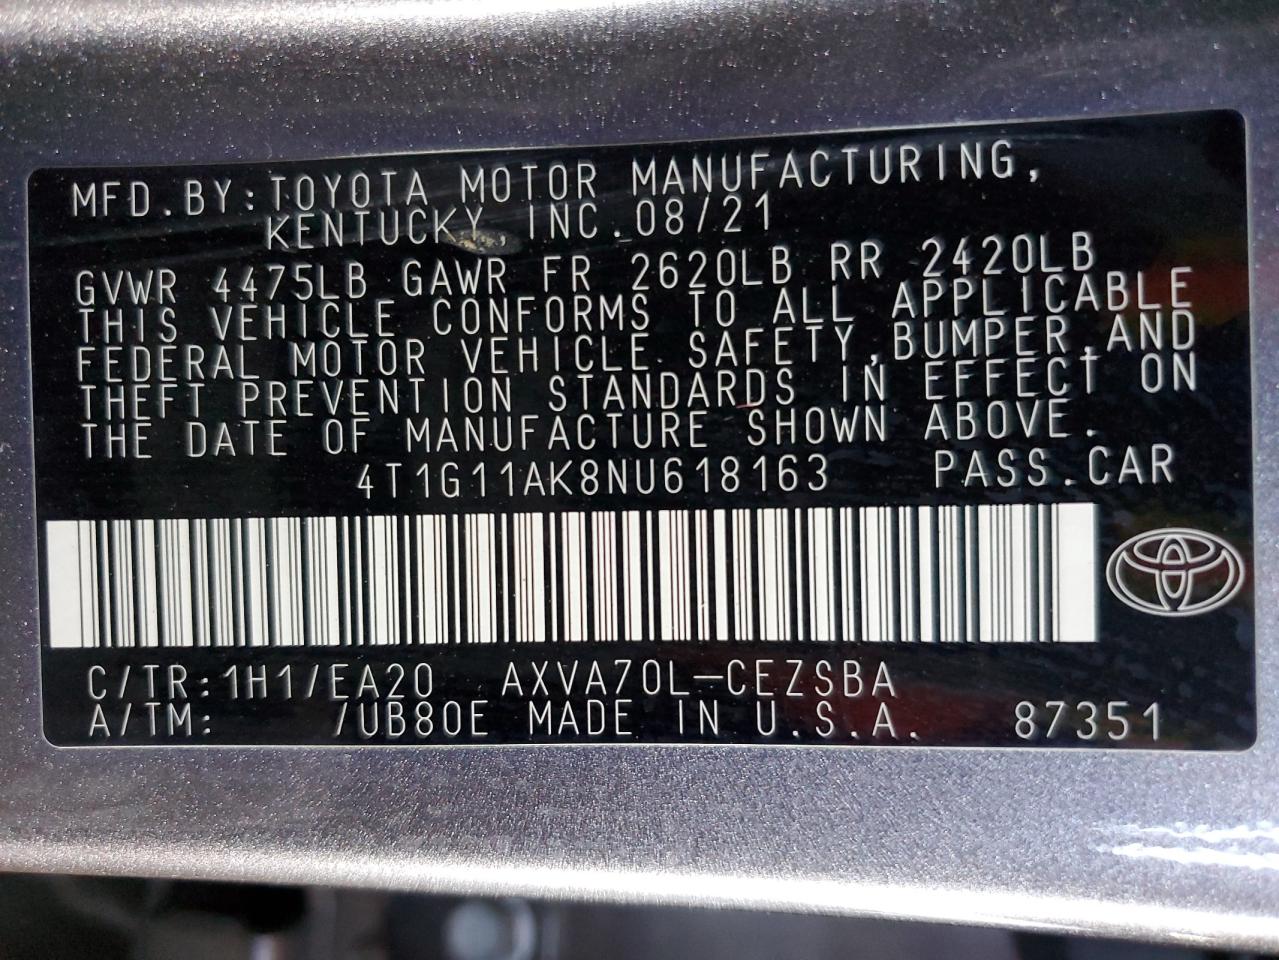 MFD.BY:TOYOTA MOTOR MANUFACTURING,
KENTUCKY, INC. 08/21
GVWR 4475LB GAWR FR 2620LB RR 2420LB
THIS VEHICLE CONFORMS TO ALL APPLICABLE
FEDERAL MOTOR VEHICLE SAFETY,BUMPER,AND
THEFT PREVENTION STANDARDS IN EFFECT ON
THE DATE OF MANUFACTURE SHOWN ABOVE.
4T1G11AK8NU618163 PASS.CAR
C/TR:1H1/EA20 AXVA70L-CEZSBA
A/TM: /UB80E MADE IN U.S.A. 87351